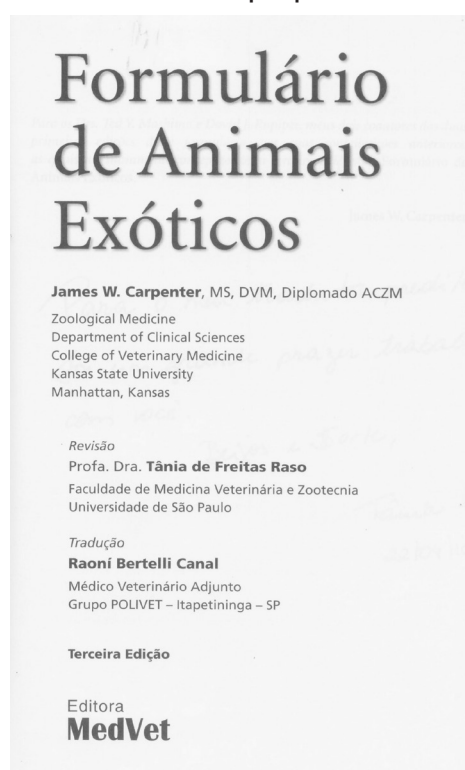 Formulário
de Animais
Exóticos
James W. Carpenter, MS, DVM, Diplomado ACZM
Zoological Medicine
Department of Clinical Sciences
College of Veterinary Medicine
Kansas State University
Manhattan, Kansas
Revisão
Profa. Dra. Tânia de Freitas Raso
Faculdade de Medicina Veterinária e Zootecnia
Universidade de São Paulo
Tradução
Raoní Bertelli Canal
Médico Veterinário Adjunto
Grupo POLIVET – Itapetininga – SP
Terceira Edição
Editora
MedVet